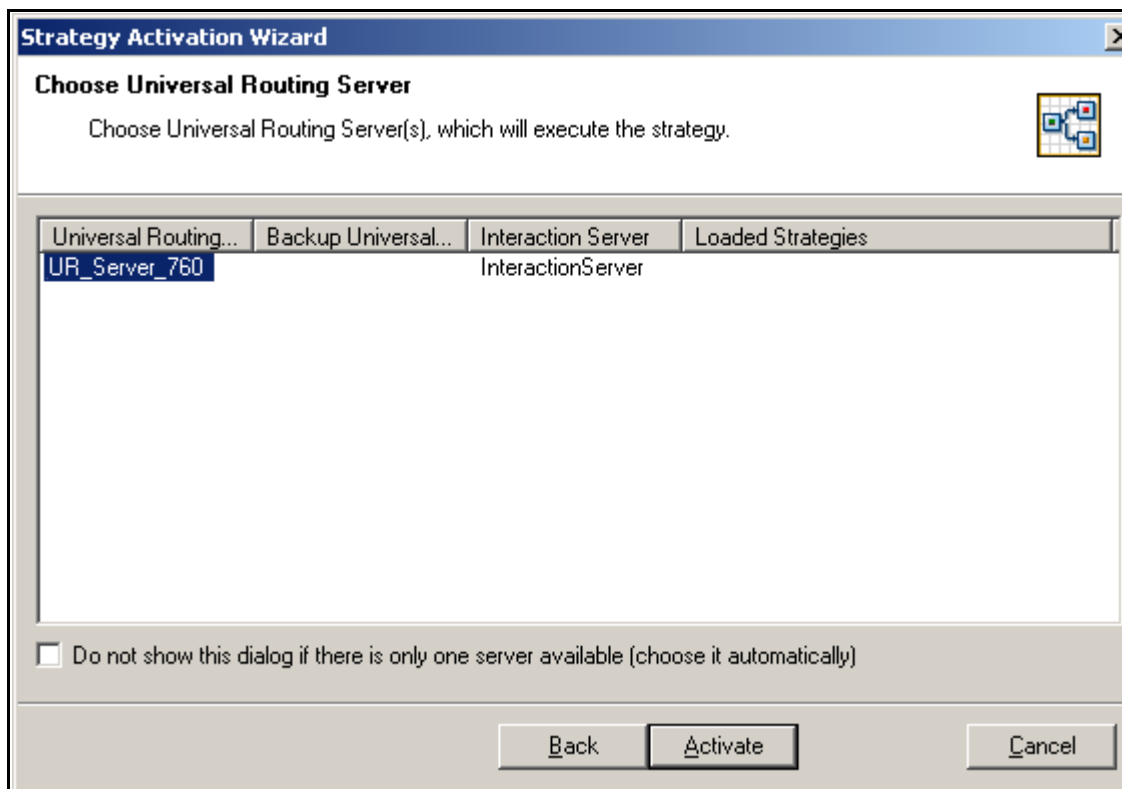 Strategy Activation Wizard
Choose Universal Routing Server
Choose Universal Routing Server(s), which will execute the strategy.
Universal Routing... Backup Universal... Interaction Server Loaded Strategies
UR_Server_760 InteractionServer
Do not show this dialog if there is only one server available (choose it automatically)
Back Activate Cancel